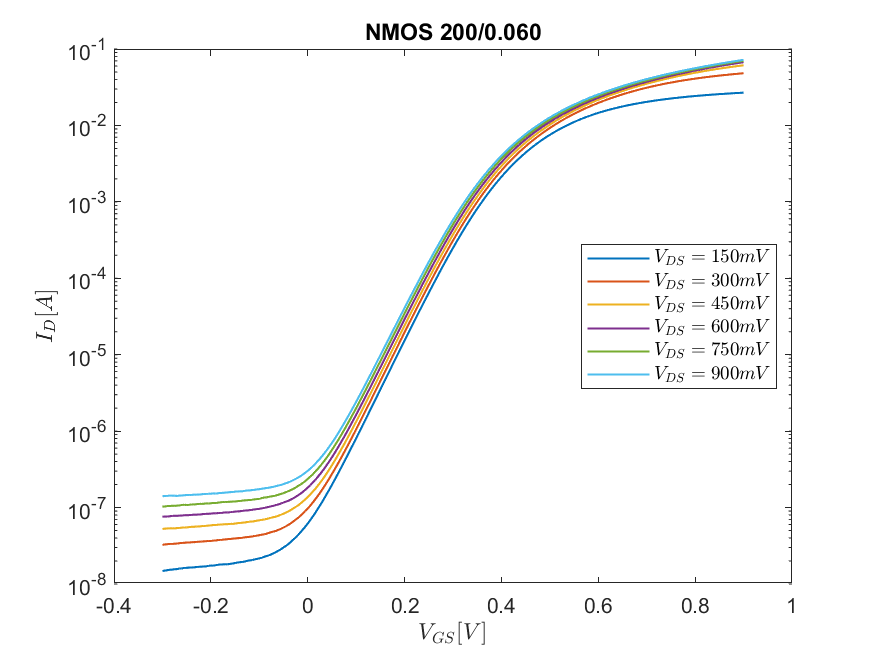 NMOS 200/0.060
10^-1
10^-2
10^-3
10^-4
10^-5
10^-6
10^-7
10^-8
I_D[A]
V_DS = 150mV
V_DS = 300mV
V_DS = 450mV
V_DS = 600mV
V_DS = 750mV
V_DS = 900mV
-0.4 -0.2 0 0.2 0.4 0.6 0.8 1
V_GS[V]